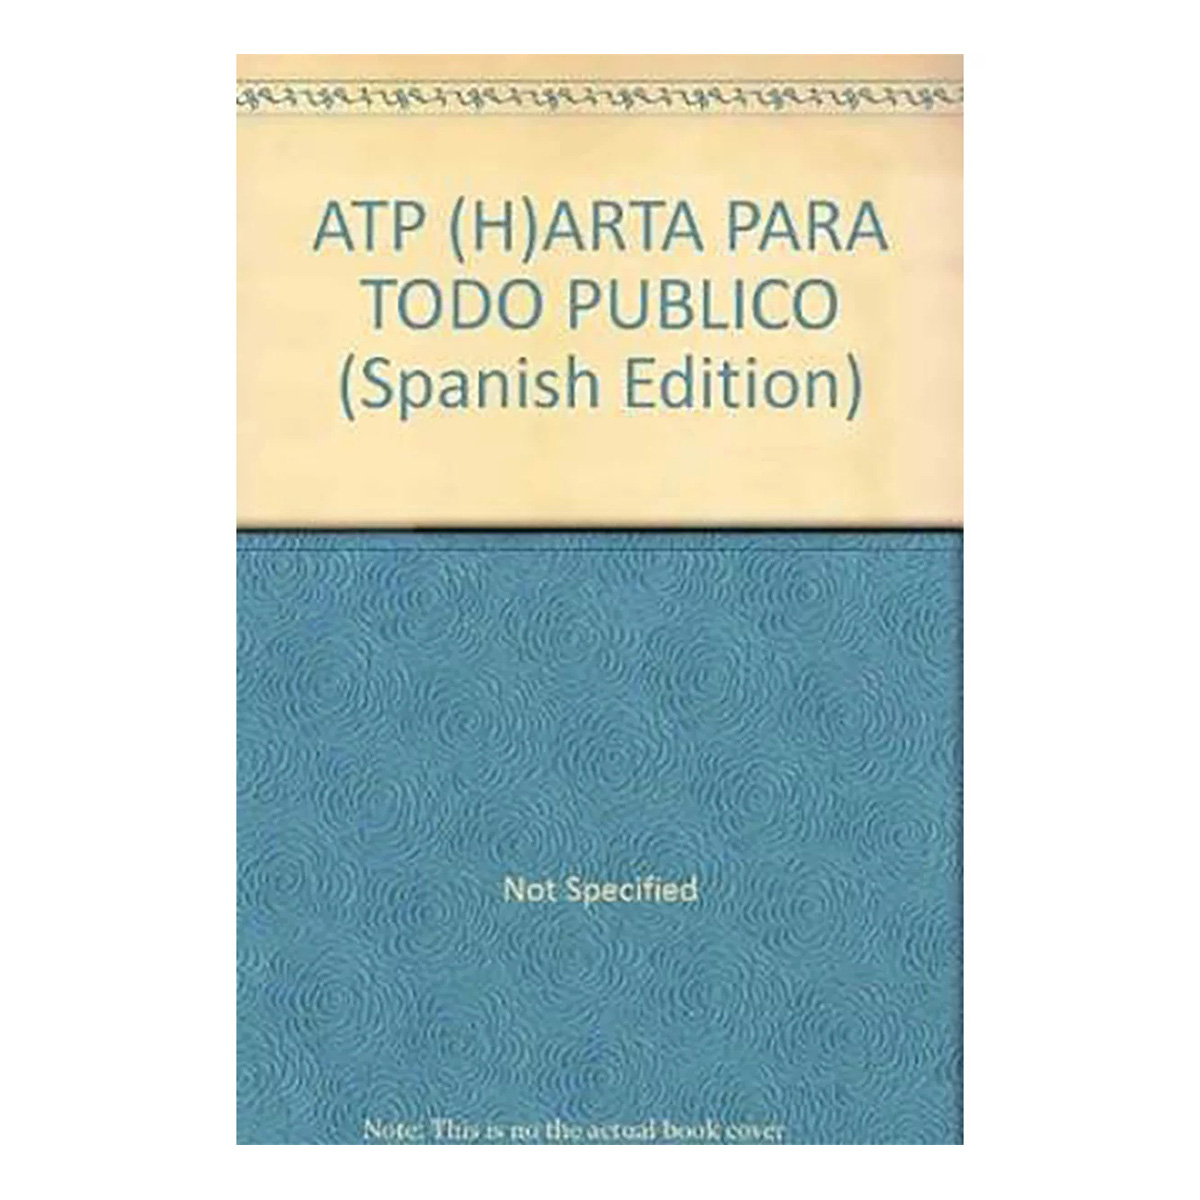 ATP (H)ARTA PARA
TODO PUBLICO
(Spanish Edition)
Not Specified
Note: This is no the actual book cover